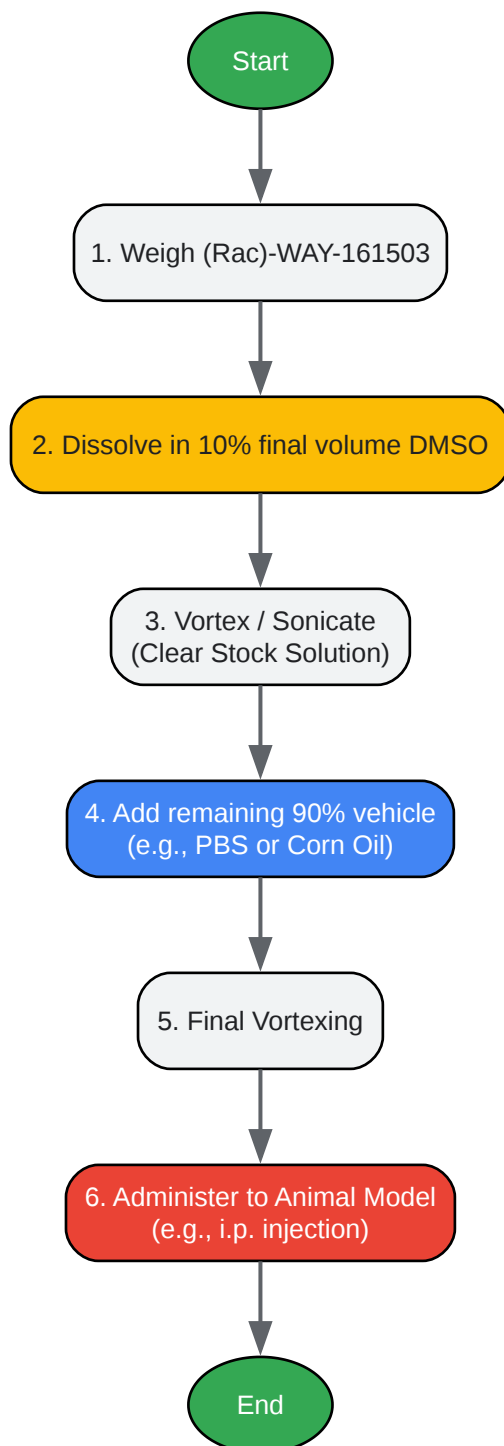 Start
1. Weigh (Rac)-WAY-161503
2. Dissolve in 10% final volume DMSO
3. Vortex / Sonicate
(Clear Stock Solution)
4. Add remaining 90% vehicle
(e.g., PBS or Corn Oil)
5. Final Vortexing
6. Administer to Animal Model
(e.g., i.p. injection)
End